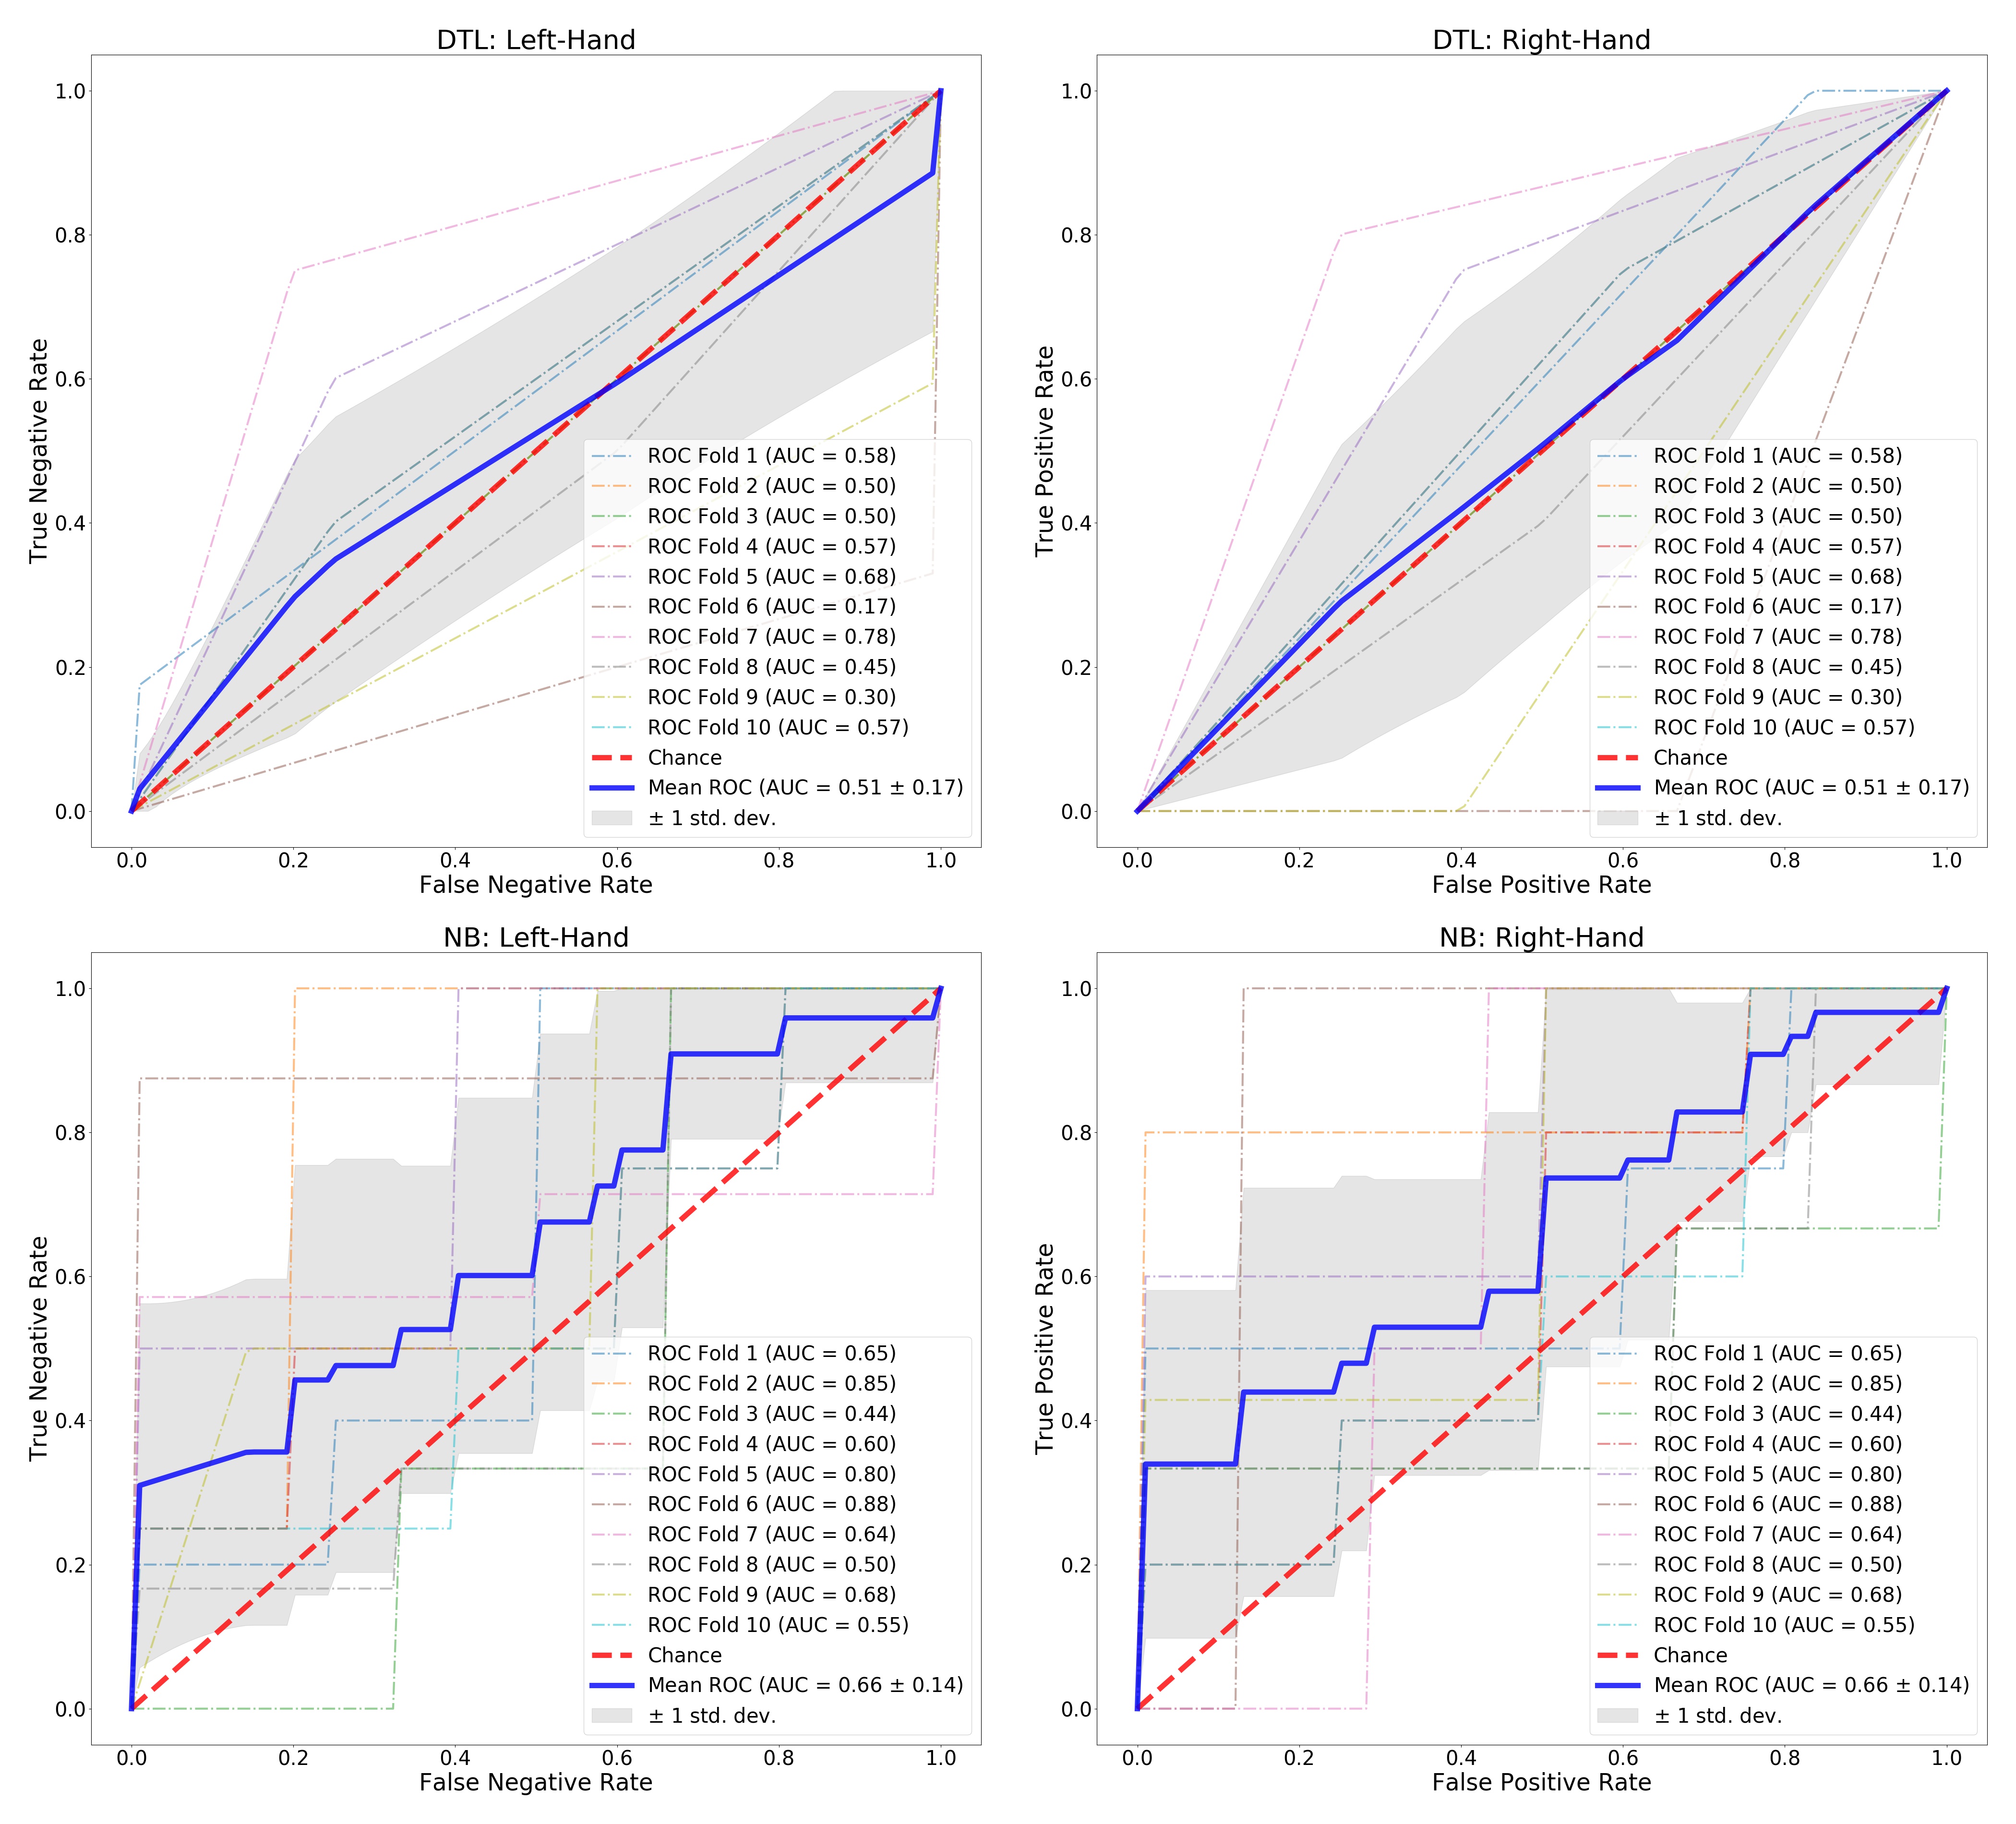 DTL: Left-Hand
True Negative Rate
1.0
0.8
0.6
0.4
0.2
0.0
ROC Fold 1 (AUC = 0.58)
ROC Fold 2 (AUC = 0.50)
ROC Fold 3 (AUC = 0.50)
ROC Fold 4 (AUC = 0.57)
ROC Fold 5 (AUC = 0.68)
ROC Fold 6 (AUC = 0.17)
ROC Fold 7 (AUC = 0.78)
ROC Fold 8 (AUC = 0.45)
ROC Fold 9 (AUC = 0.30)
ROC Fold 10 (AUC = 0.57)
Chance
Mean ROC (AUC = 0.51 ± 0.17)
± 1 std. dev.
0.0 0.2 0.4 0.6 0.8 1.0
False Negative Rate
DTL: Right-Hand
True Positive Rate
1.0
0.8
0.6
0.4
0.2
0.0
ROC Fold 1 (AUC = 0.58)
ROC Fold 2 (AUC = 0.50)
ROC Fold 3 (AUC = 0.50)
ROC Fold 4 (AUC = 0.57)
ROC Fold 5 (AUC = 0.68)
ROC Fold 6 (AUC = 0.17)
ROC Fold 7 (AUC = 0.78)
ROC Fold 8 (AUC = 0.45)
ROC Fold 9 (AUC = 0.30)
ROC Fold 10 (AUC = 0.57)
Chance
Mean ROC (AUC = 0.51 ± 0.17)
± 1 std. dev.
0.0 0.2 0.4 0.6 0.8 1.0
False Positive Rate
NB: Left-Hand
True Negative Rate
1.0
0.8
0.6
0.4
0.2
0.0
ROC Fold 1 (AUC = 0.65)
ROC Fold 2 (AUC = 0.85)
ROC Fold 3 (AUC = 0.44)
ROC Fold 4 (AUC = 0.60)
ROC Fold 5 (AUC = 0.80)
ROC Fold 6 (AUC = 0.88)
ROC Fold 7 (AUC = 0.64)
ROC Fold 8 (AUC = 0.50)
ROC Fold 9 (AUC = 0.68)
ROC Fold 10 (AUC = 0.55)
Chance
Mean ROC (AUC = 0.66 ± 0.14)
± 1 std. dev.
0.0 0.2 0.4 0.6 0.8 1.0
False Negative Rate
NB: Right-Hand
True Positive Rate
1.0
0.8
0.6
0.4
0.2
0.0
ROC Fold 1 (AUC = 0.65)
ROC Fold 2 (AUC = 0.85)
ROC Fold 3 (AUC = 0.44)
ROC Fold 4 (AUC = 0.60)
ROC Fold 5 (AUC = 0.80)
ROC Fold 6 (AUC = 0.88)
ROC Fold 7 (AUC = 0.64)
ROC Fold 8 (AUC = 0.50)
ROC Fold 9 (AUC = 0.68)
ROC Fold 10 (AUC = 0.55)
Chance
Mean ROC (AUC = 0.66 ± 0.14)
± 1 std. dev.
0.0 0.2 0.4 0.6 0.8 1.0
False Positive Rate